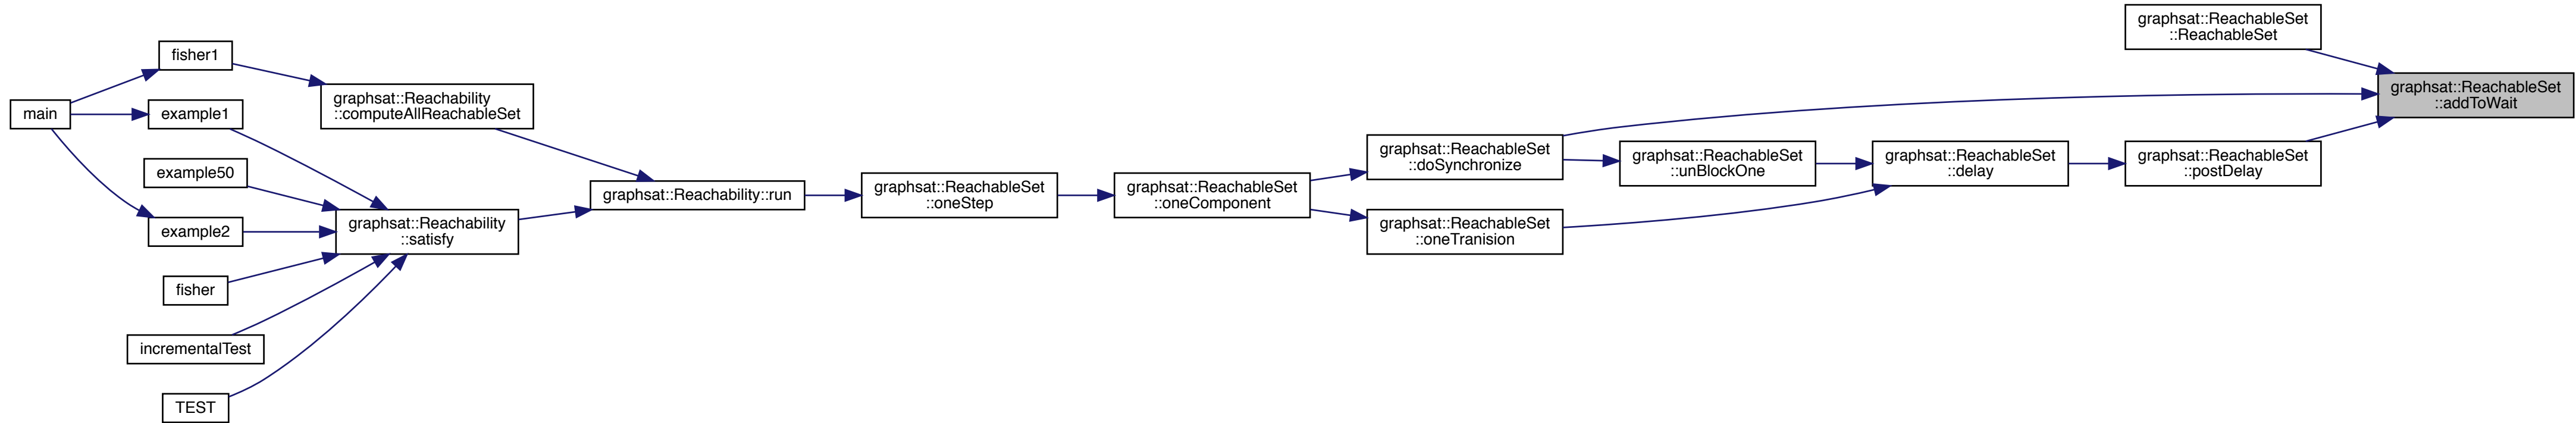 main
fisher1
example1
example50
example2
fisher
incrementalTest
TEST
graphsat::Reachability
::computeAllReachableSet
graphsat::Reachability
::satisfy
graphsat::Reachability::run
graphsat::ReachableSet
::oneStep
graphsat::ReachableSet
::oneComponent
graphsat::ReachableSet
::doSynchronize
graphsat::ReachableSet
::oneTranision
graphsat::ReachableSet
::unBlockOne
graphsat::ReachableSet
::delay
graphsat::ReachableSet
::ReachableSet
graphsat::ReachableSet
::postDelay
graphsat::ReachableSet
::addToWait